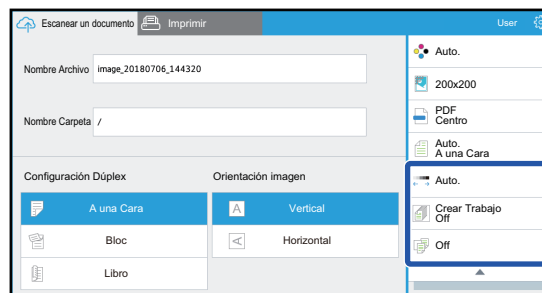 Escanear un documento
Imprimir
User
Nombre Archivo
image_20180706_144320
Nombre Carpeta
/
Configuración Dúplex
Orientación imagen
A una Cara
A
Vertical
Bloc
A
Horizontal
Libro
Auto.
200x200
PDF
Centro
Auto.
A una Cara
Auto.
Crear Trabajo
Off
Off